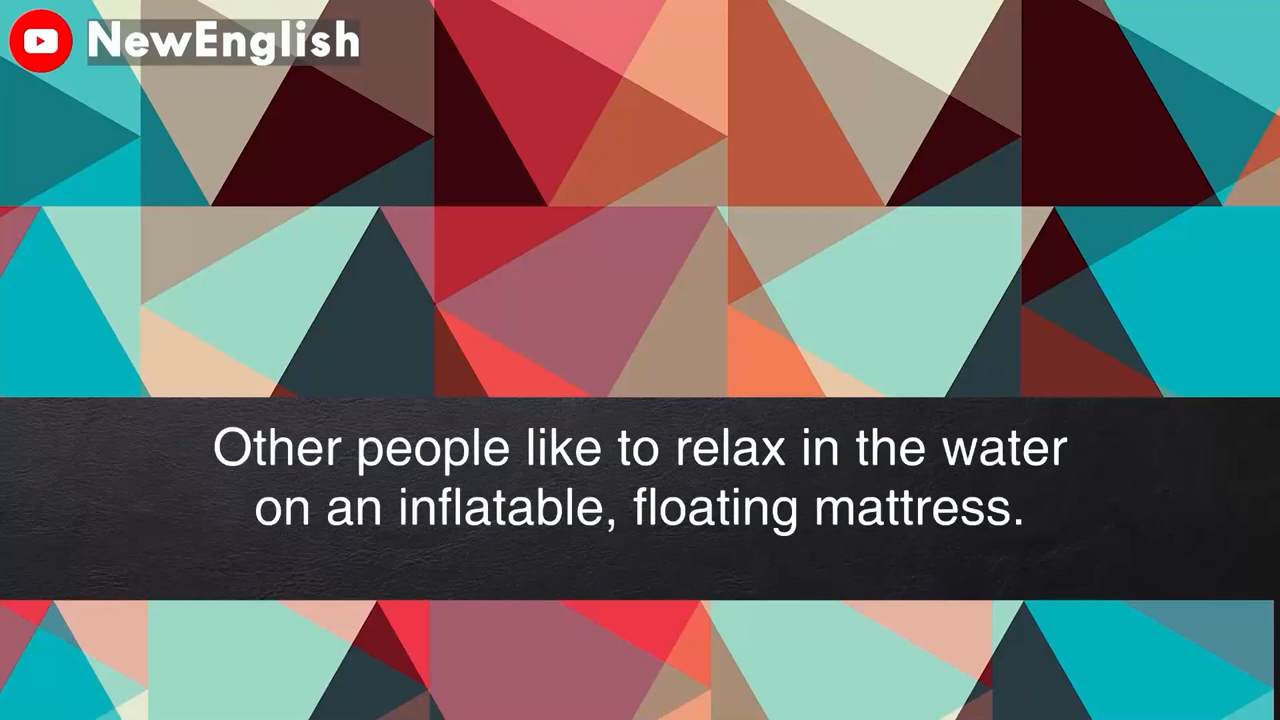 NewEnglish
Other people like to relax in the water
on an inflatable, floating mattress.